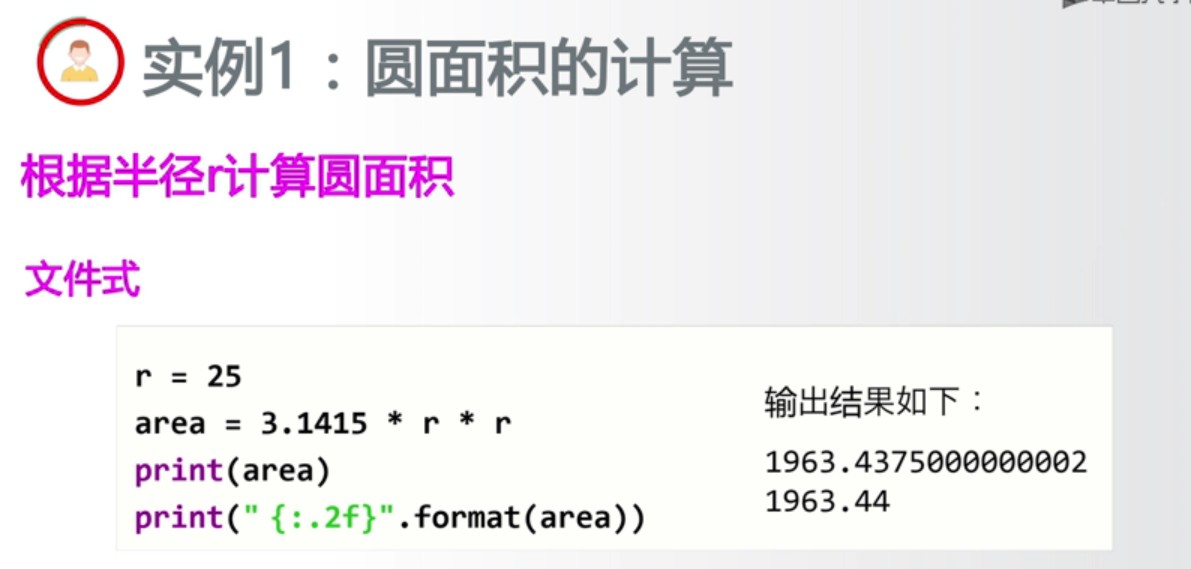 实例1：圆面积的计算
根据半径r计算圆面积
文件式
r = 25
area = 3.1415 * r * r
print(area)
print(" {:.2f}".format(area))
输出结果如下：
1963.4375000000002
1963.44